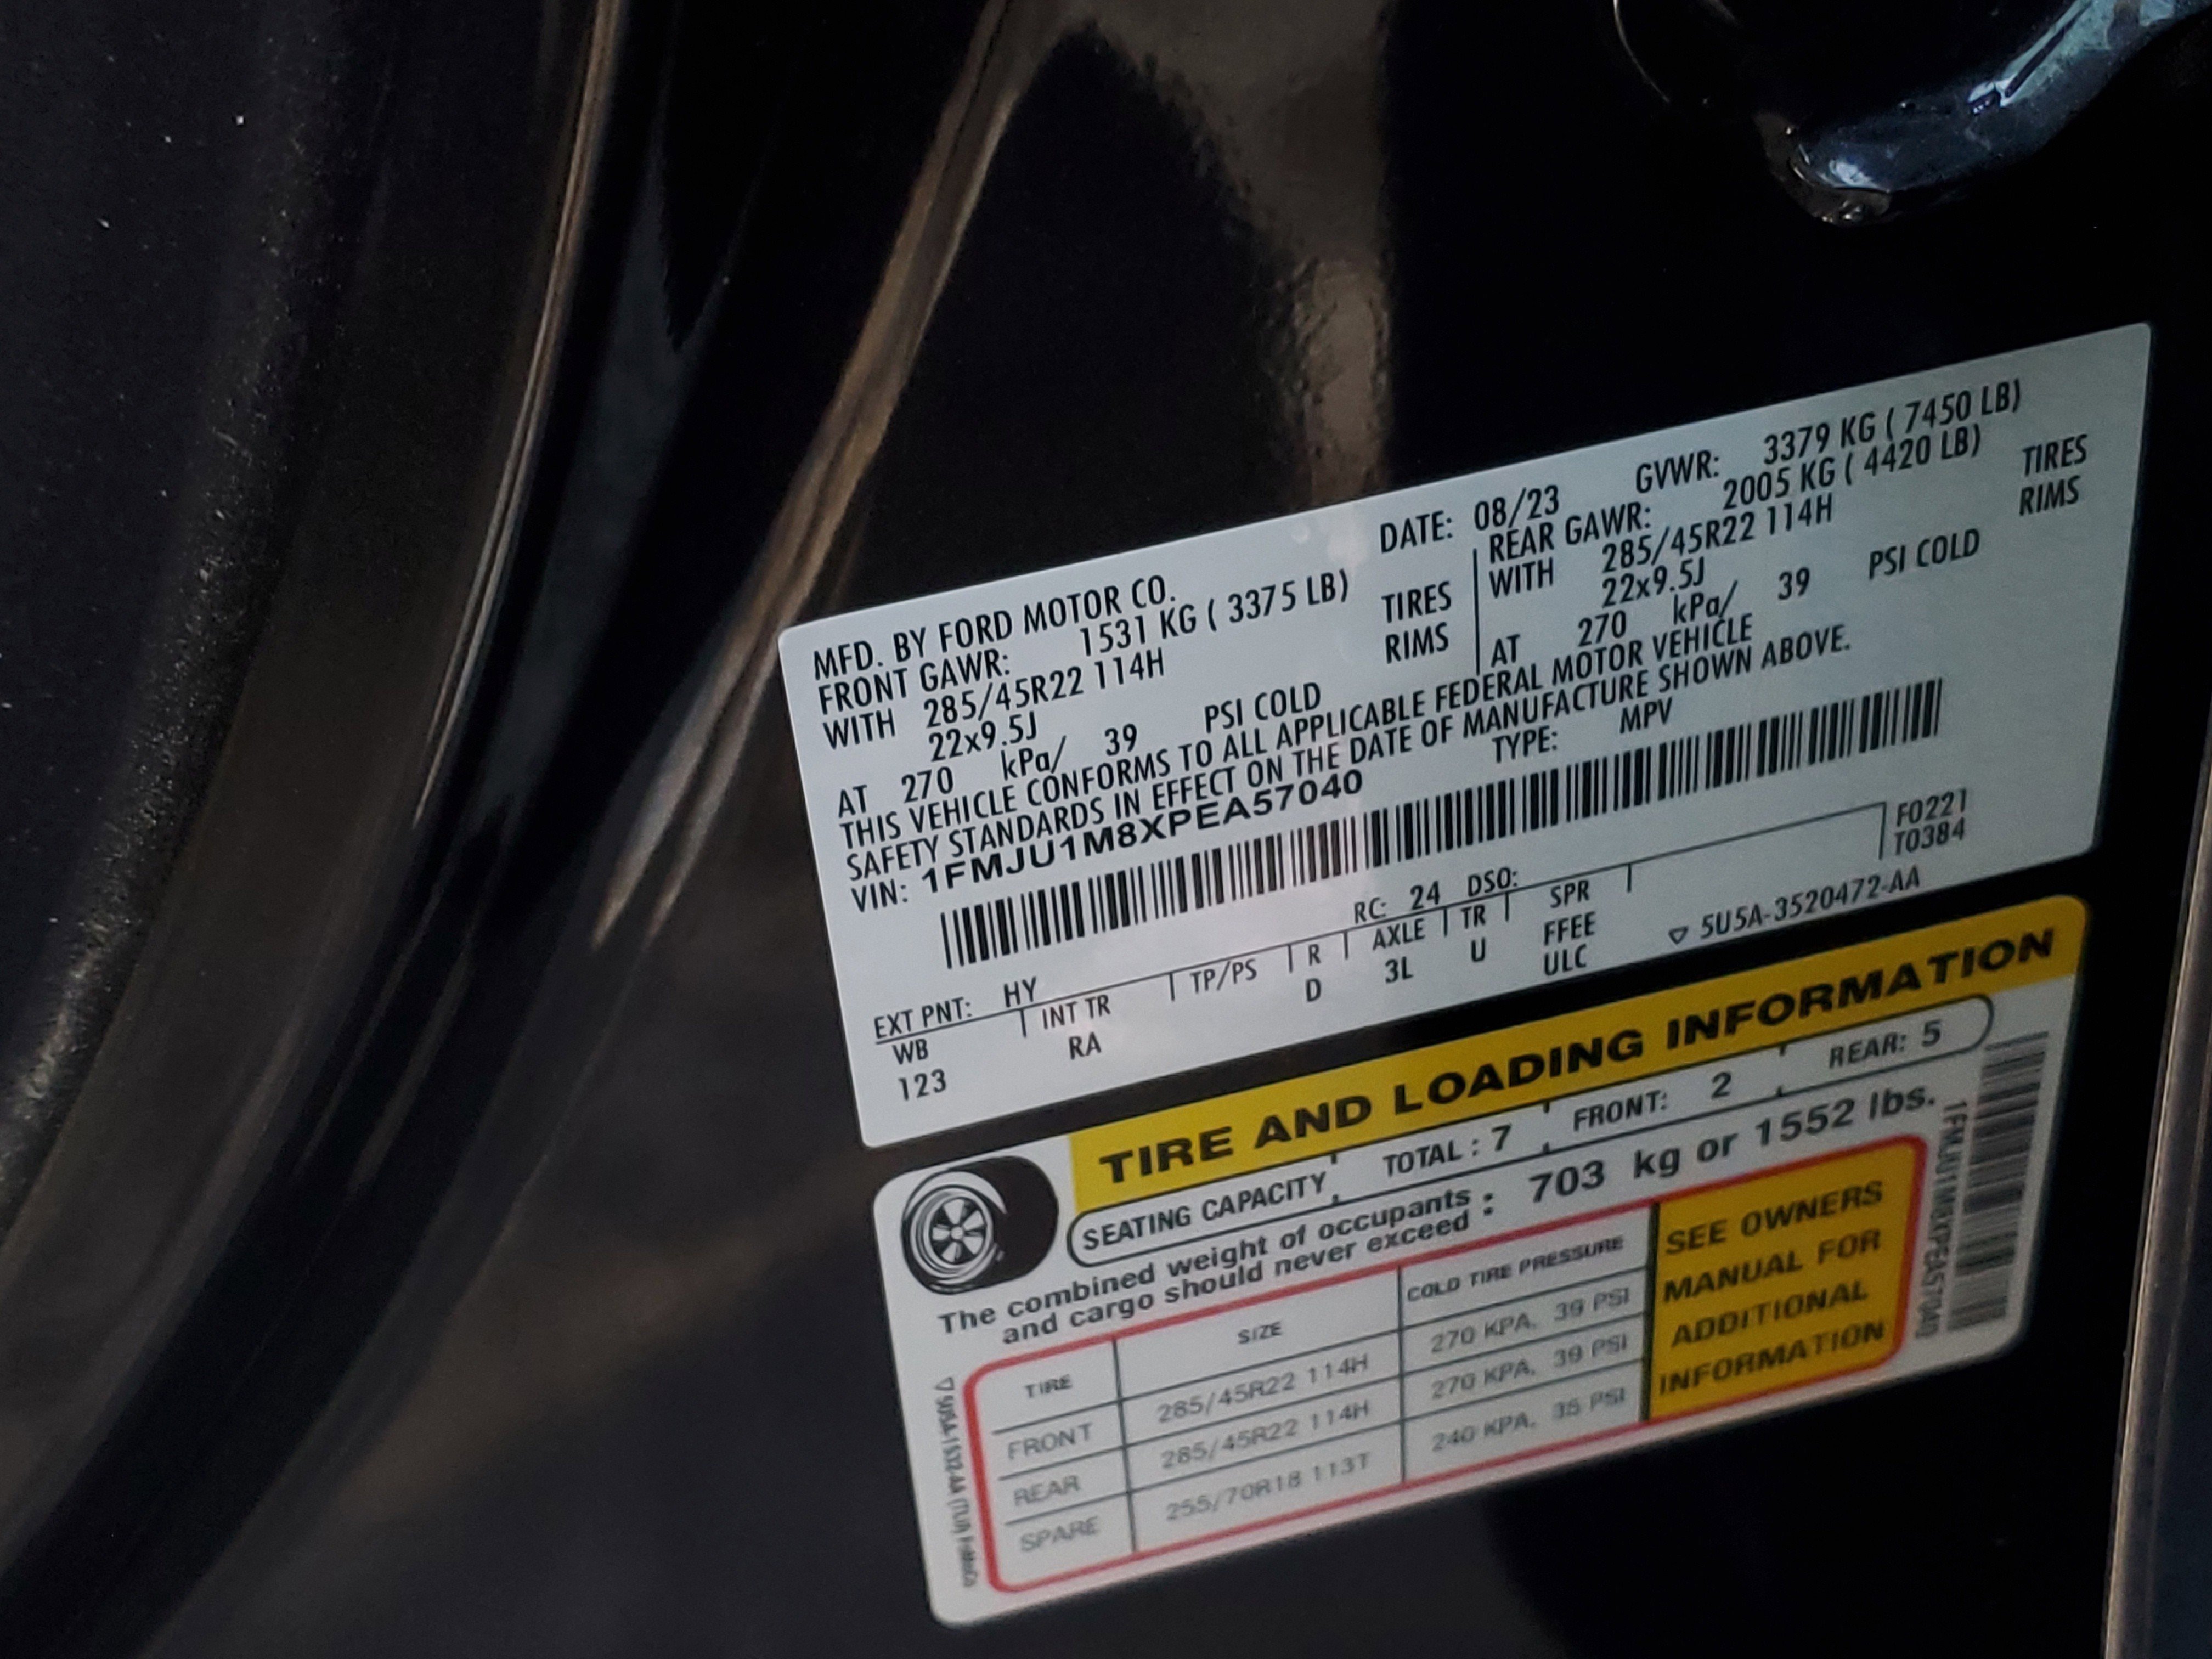 MFD. BY FORD MOTOR CO. DATE: 08/23 GVWR: 3379 KG ( 7450 LB)
FRONT GAWR: 1531 KG ( 3375 LB) REAR GAWR: 2005 KG ( 4420 LB)
WITH 285/45R22 114H TIRES WITH 285/45R22 114H TIRES
22x9.5J RIMS 22x9.5J RIMS
AT 270 kPa/ 39 PSI COLD AT 270 kPa/ 39 PSI COLD
THIS VEHICLE CONFORMS TO ALL APPLICABLE FEDERAL MOTOR VEHICLE
SAFETY STANDARDS IN EFFECT ON THE DATE OF MANUFACTURE SHOWN ABOVE.
VIN: 1FMJU1M8XPEA57040 TYPE: MPV
F0221
T0384
EXT PNT: HY RC: 24 DSO:
WB INT TR TP/PS R AXLE TR SPR
123 RA D 3L U FFEE
ULC
5U5A-3520472-AA
TIRE AND LOADING INFORMATION
SEATING CAPACITY TOTAL : 7 FRONT: 2 REAR: 5
The combined weight of occupants
and cargo should never exceed : 703 kg or 1552 lbs.
TIRE SIZE COLD TIRE PRESSURE
FRONT 285/45R22 114H 270 KPA, 39 PSI
REAR 285/45R22 114H 270 KPA, 39 PSI
SPARE 255/70R18 113T 240 KPA, 35 PSI
SEE OWNERS
MANUAL FOR
ADDITIONAL
INFORMATION
1FMJU1M8XPEA57040